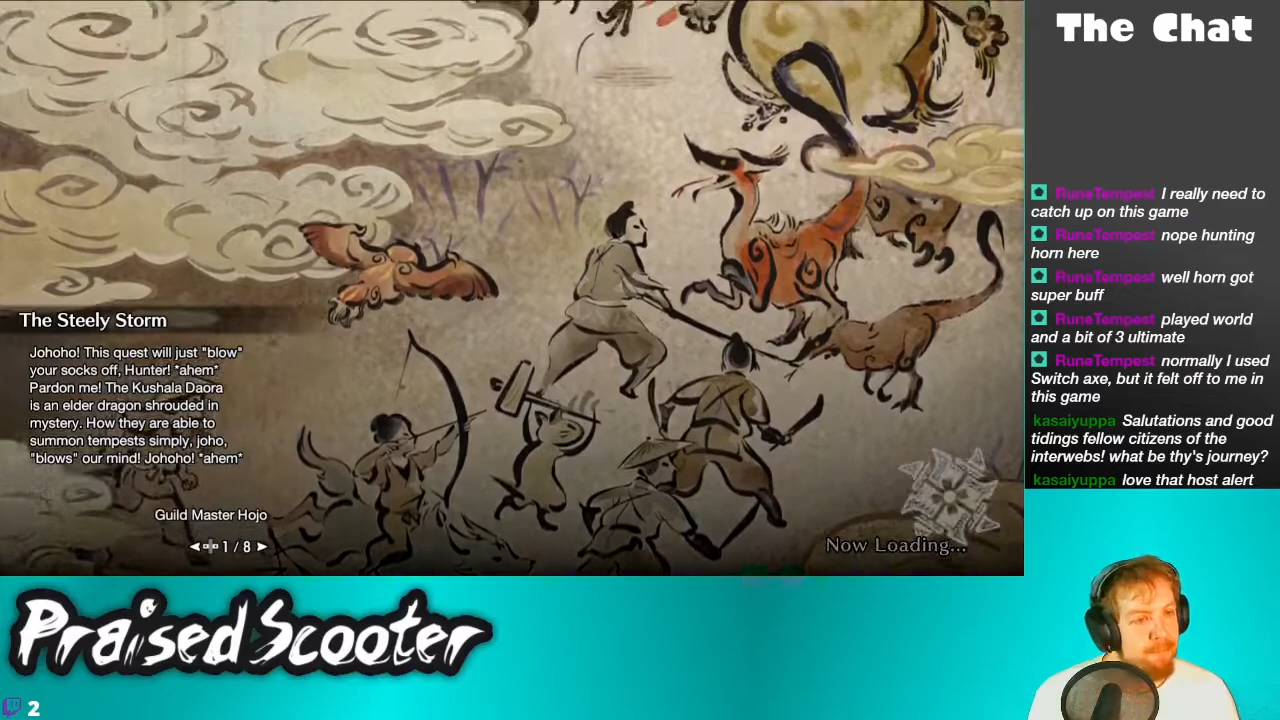 The Chat
RuneTempest I really need to
catch up on this game
RuneTempest nope hunting
horn here
RuneTempest well horn got
super buff
RuneTempest played world
and a bit of 3 ultimate
RuneTempest normally I used
Switch axe, but it felt off to me in
this game
kasaiyuppa Salutations and good
tidings fellow citizens of the
interwebs! what be thy's journey?
kasaiyuppa love that host alert
The Steely Storm
Johoho! This quest will just "blow"
your socks off, Hunter! *ahem*
Pardon me! The Kushala Daora
is an elder dragon shrouded in
mystery. How they are able to
summon tempests simply, joho,
"blows" our mind! Johoho! *ahem*
Guild Master Hojo
1 / 8
Now Loading...
Praised Scooter
2